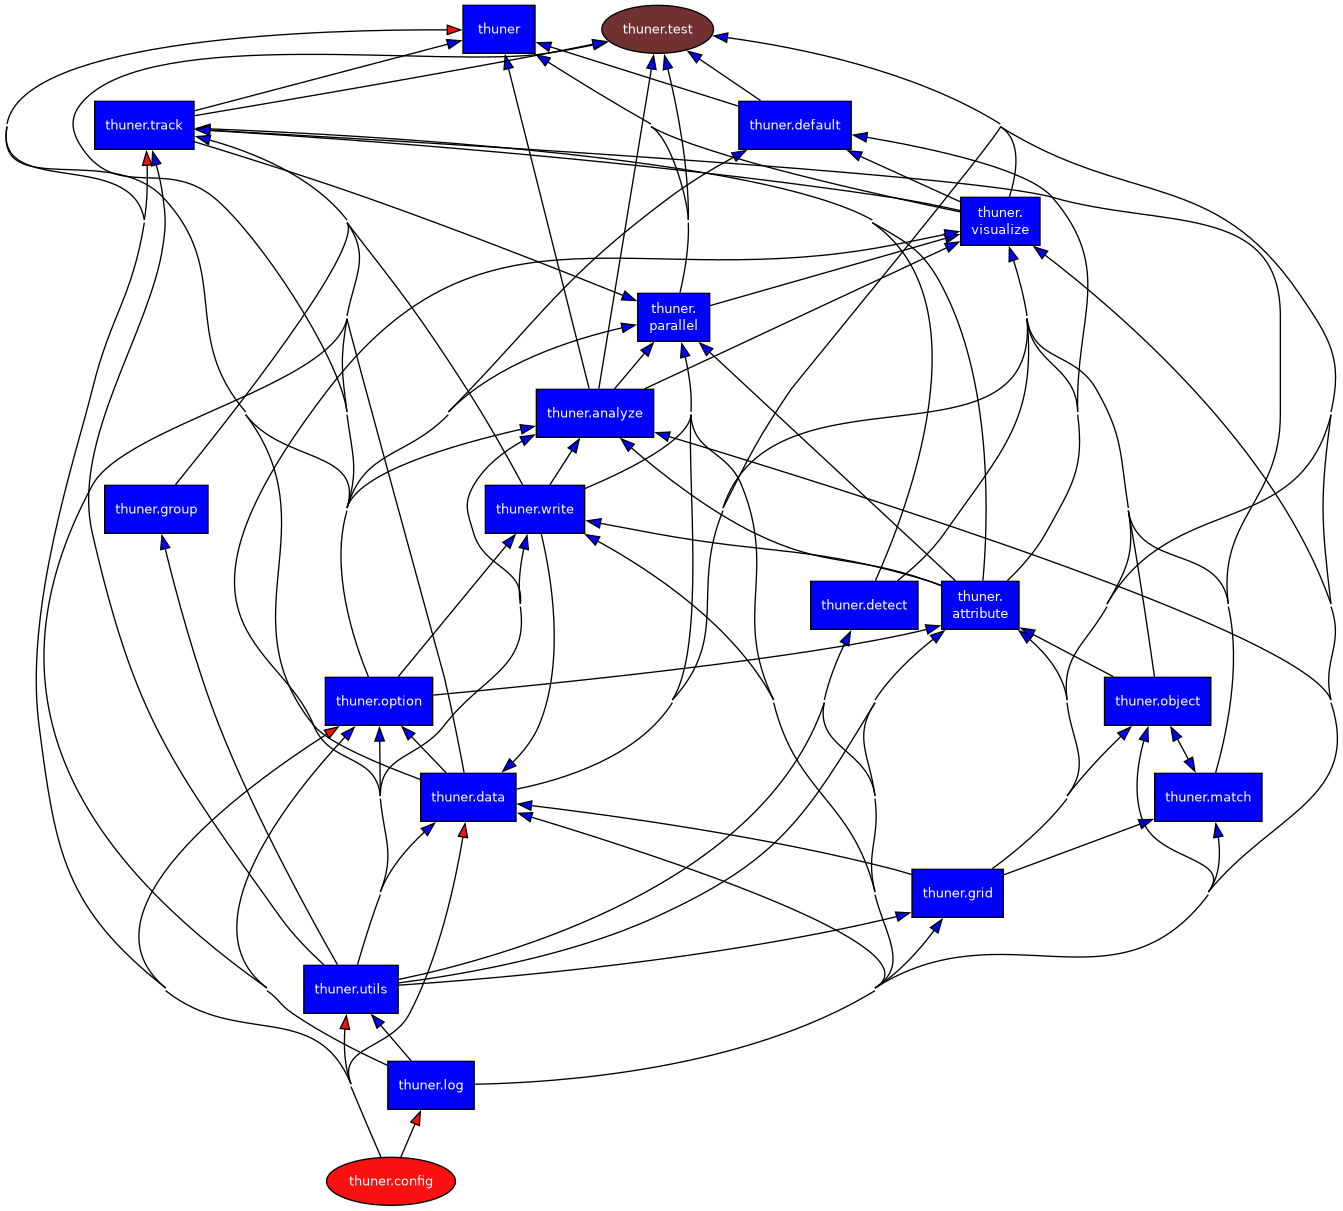 thuner
thuner.test
thuner.track
thuner.default
thuner.
visualize
thuner.
parallel
thuner.analyze
thuner.group
thuner.write
thuner.detect
thuner.
attribute
thuner.option
thuner.object
thuner.data
thuner.match
thuner.grid
thuner.utils
thuner.log
thuner.config